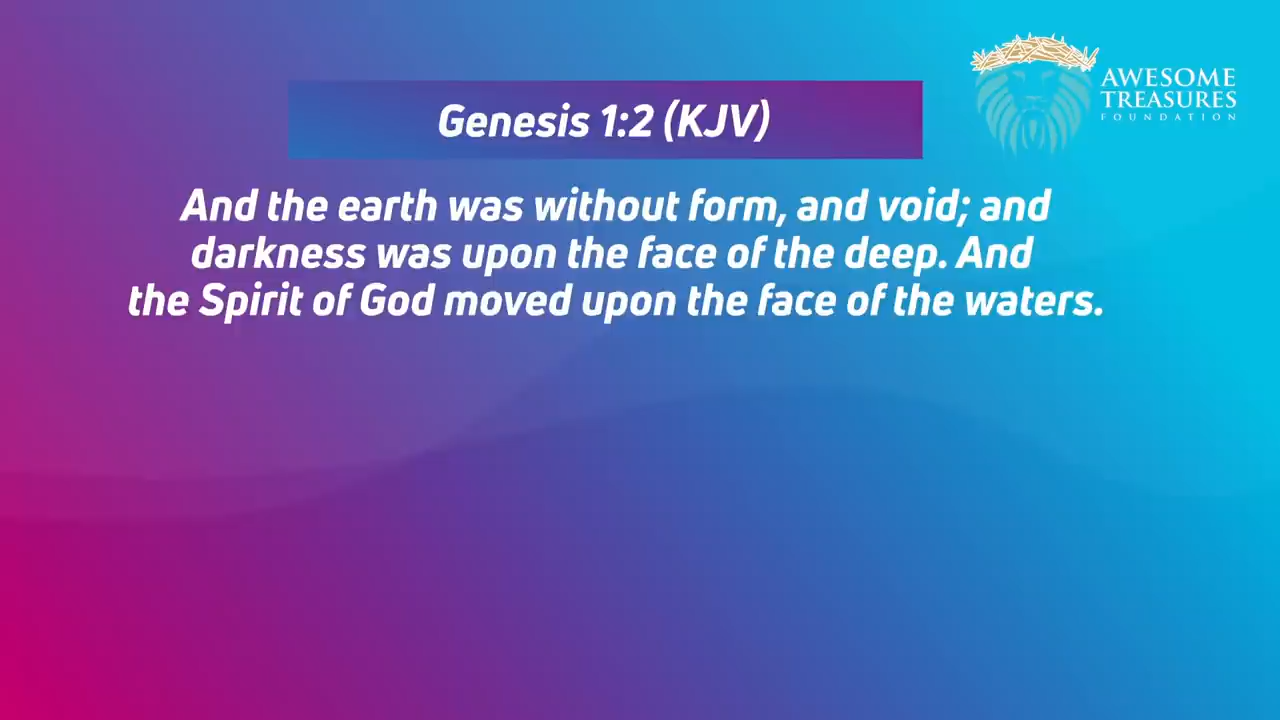 Genesis 1:2 (KJV)
AWESOME
TREASURES
FOUNDATION
And the earth was without form, and void; and
darkness was upon the face of the deep. And
the Spirit of God moved upon the face of the waters.